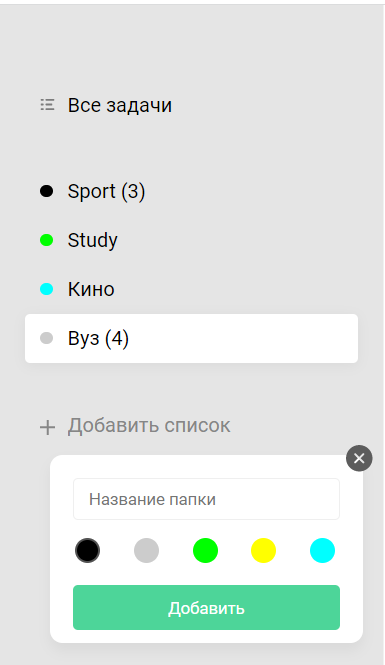 Все задачи
Sport (3)
Study
Кино
Вуз (4)
Добавить список
Название папки
Добавить